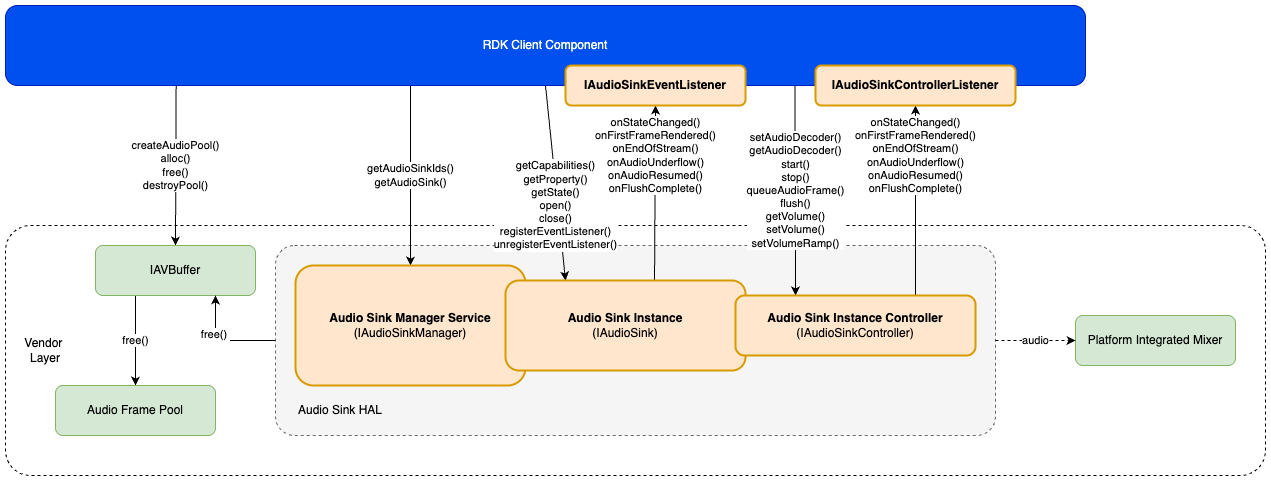 RDK Client Component
IAudioSinkEventListener
IAudioSinkControllerListener
createAudioPool()
alloc()
free()
destroyPool()
getAudioSinkIds()
getAudioSink()
getCapabilities()
getProperty()
getState()
open()
close()
registerEventListener()
unregisterEventListener()
onStateChanged()
onFirstFrameRendered()
onEndOfStream()
onAudioUnderflow()
onAudioResumed()
onFlushComplete()
setAudioDecoder()
getAudioDecoder()
start()
stop()
queueAudioFrame()
flush()
getVolume()
setVolume()
setVolumeRamp()
onStateChanged()
onFirstFrameRendered()
onEndOfStream()
onAudioUnderflow()
onAudioResumed()
onFlushComplete()
IAVBuffer
Audio Sink Manager Service
(IAudioSinkManager)
Audio Sink Instance
(IAudioSink)
Audio Sink Instance Controller
(IAudioSinkController)
Vendor
Layer
free()
free()
audio
Platform Integrated Mixer
Audio Frame Pool
Audio Sink HAL